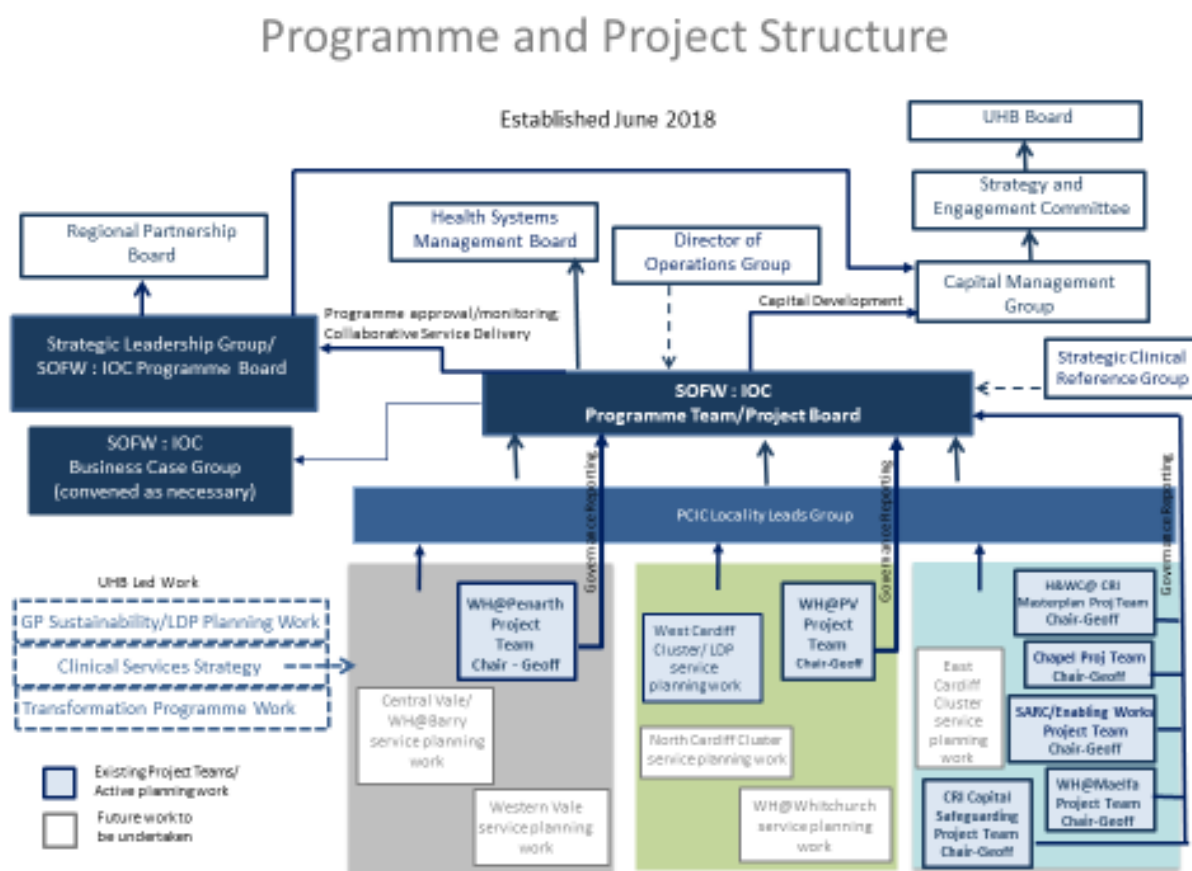 Programme and Project Structure
Established June 2018
UHB Board
Strategy and
Engagement Committee
Capital Management
Group
Regional Partnership
Board
Health Systems
Management Board
Director of
Operations Group
Capital Development
Programme approval/monitoring;
Collaborative Service Delivery
Strategic Leadership Group/
SOFW : IOC Programme Board
Strategic Clinical
Reference Group
SOFW : IOC
Programme Team/Project Board
SOFW : IOC
Business Case Group
(convened as necessary)
PCIC Locality Leads Group
Governance Reporting
Governance Reporting
Governance Reporting
UHB Led Work
GP Sustainability/LDP Planning Work
Clinical Services Strategy
Transformation Programme Work
Existing Project Teams/
Active planning work
Future work to
be undertaken
WH@Penarth
Project
Team
Chair - Geoff
Central Vale/
WH@Barry
service planning
work
Western Vale
service planning
work
West Cardiff
Cluster/ LDP
service
planning work
WH@PV
Project
Team
Chair-Geoff
North Cardiff Cluster
service planning work
WH@Whitchurch
service planning
work
H&WC@ CRI
Masterplan Proj Team
Chair-Geoff
Chapel Proj Team
Chair-Geoff
East
Cardiff
Cluster
service
planning
work
SARC/Enabling Works
Project Team
Chair-Geoff
WH@Maelfa
Project Team
Chair-Geoff
CRI Capital
Safeguarding
Project Team
Chair-Geoff